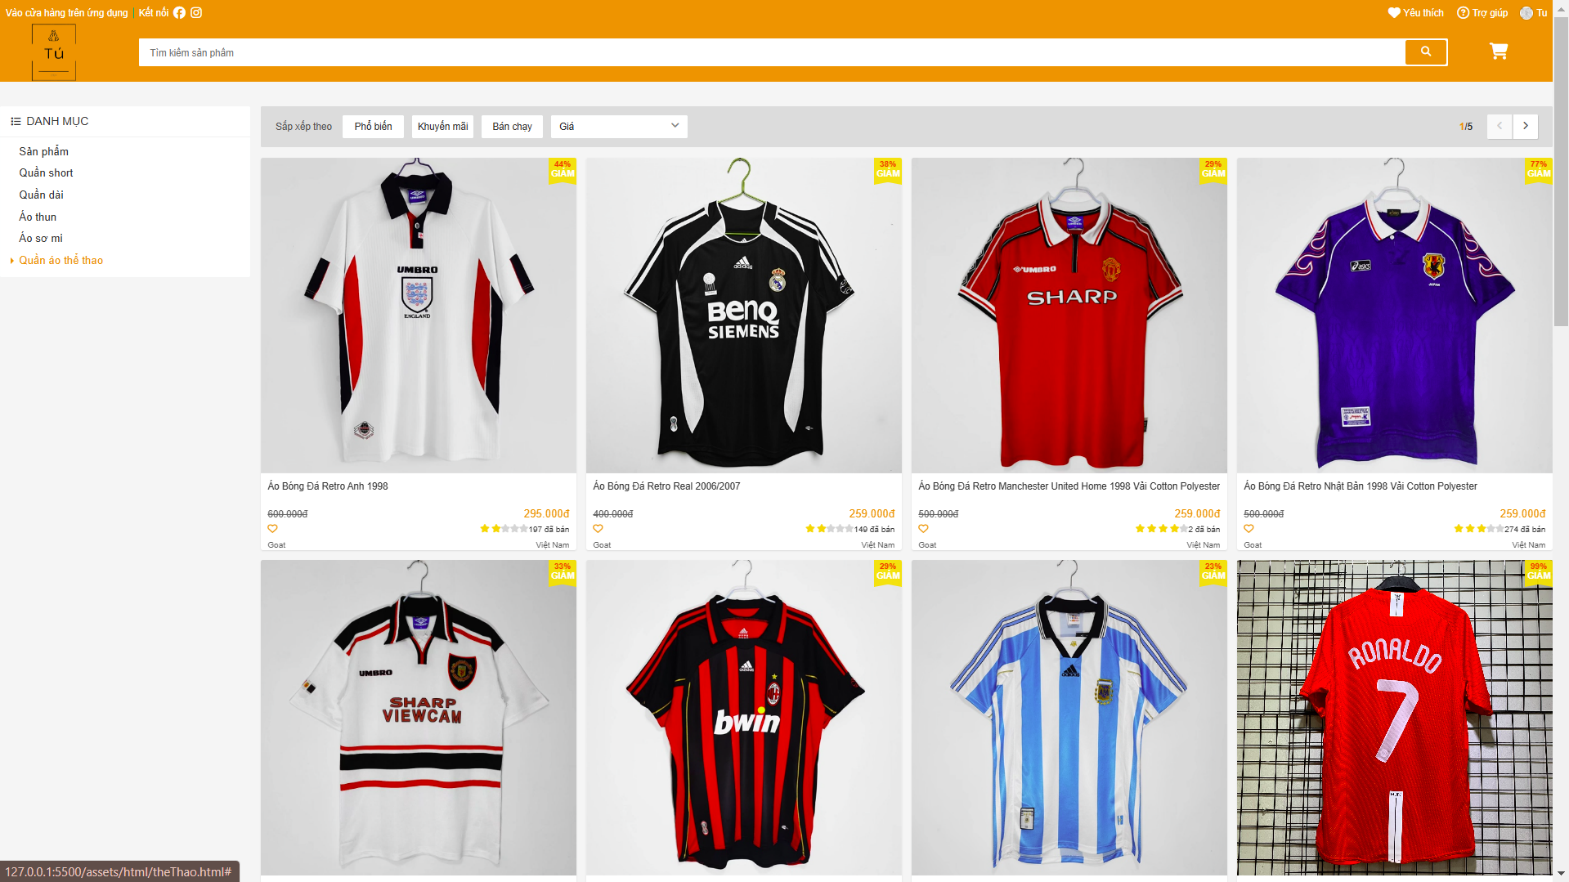 Vào cửa hàng trên ứng dụng
Kết nối
Yêu thích
Trợ giúp
Tu
Tú
Tìm kiếm sản phẩm
DANH MỤC
Sản phẩm
Quần short
Quần dài
Áo thun
Áo sơ mi
Quần áo thể thao
Sắp xếp theo
Phổ biến
Khuyến mãi
Bán chạy
Giá
1/5
44%
GIẢM
UMBRO
ENGLAND
38%
GIẢM
adidas
BenQ
SIEMENS
29%
GIẢM
UMBRO
SHARP
77%
GIẢM
asics
Áo Bóng Đá Retro Anh 1998
600.000đ
295.000đ
197 đã bán
Goat
Việt Nam
Áo Bóng Đá Retro Real 2006/2007
400.000đ
259.000đ
149 đã bán
Goat
Việt Nam
Áo Bóng Đá Retro Manchester United Home 1998 Vải Cotton Polyester
500.000đ
259.000đ
2 đã bán
Goat
Việt Nam
Áo Bóng Đá Retro Nhật Bản 1998 Vải Cotton Polyester
500.000đ
259.000đ
274 đã bán
Goat
Việt Nam
33%
GIẢM
UMBRO
SHARP
VIEWCAM
29%
GIẢM
bwin
23%
GIẢM
99%
GIẢM
RONALDO
7
127.0.0.1:5500/assets/html/theThao.html#